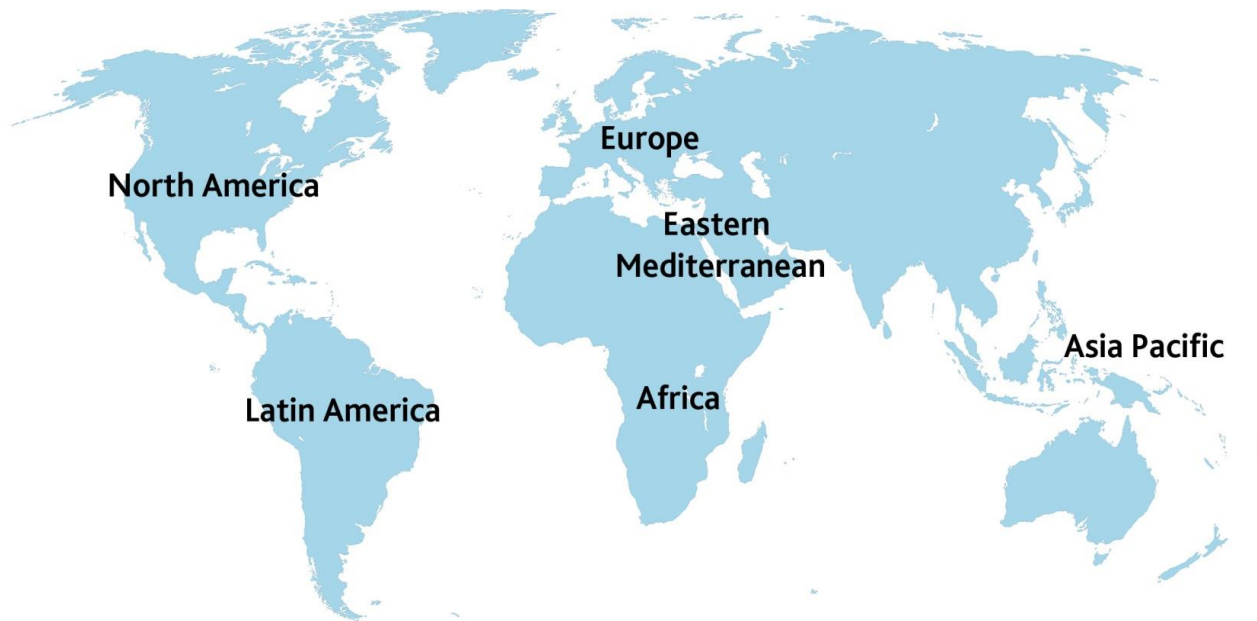 Europe
North America
Eastern
Mediterranean
Asia Pacific
Africa
Latin America